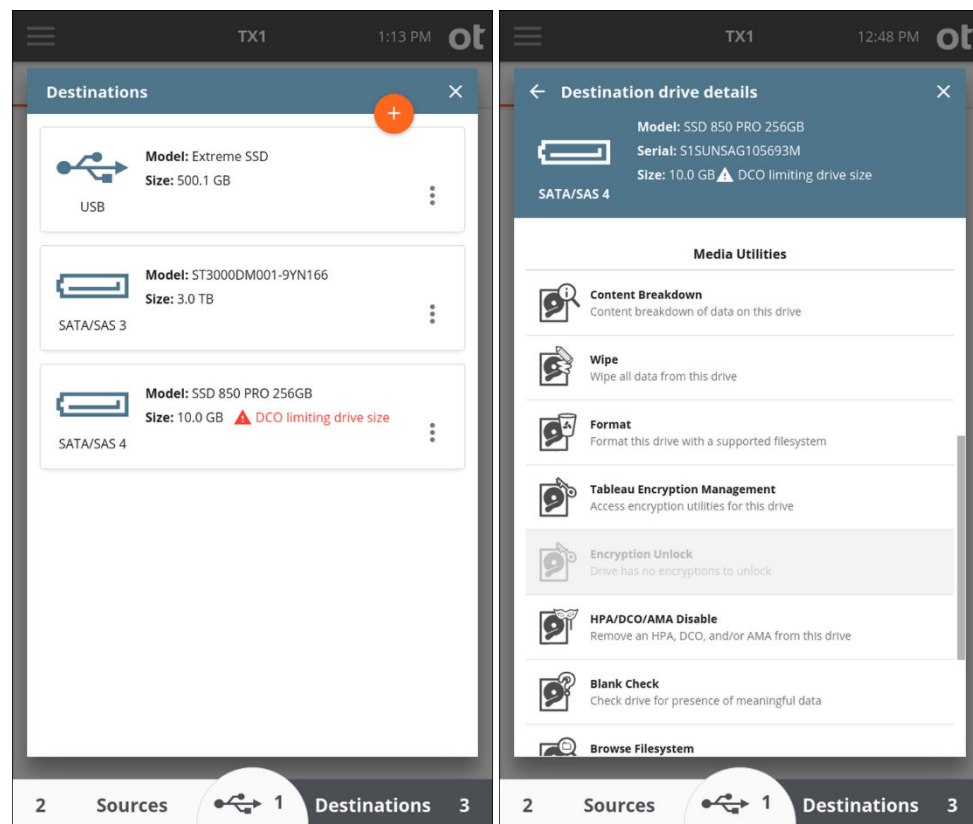 TX1 1:13 PM ot
Destinations
+
Model: Extreme SSD
Size: 500.1 GB
USB
Model: ST3000DM001-9YN166
Size: 3.0 TB
SATA/SAS 3
Model: SSD 850 PRO 256GB
Size: 10.0 GB DCO limiting drive size
SATA/SAS 4
2 Sources 1 Destinations 3
TX1 12:48 PM ot
Destination drive details
Model: SSD 850 PRO 256GB
Serial: S1SUNSAG105693M
Size: 10.0 GB DCO limiting drive size
SATA/SAS 4
Media Utilities
Content Breakdown
Content breakdown of data on this drive
Wipe
Wipe all data from this drive
Format
Format this drive with a supported filesystem
Tableau Encryption Management
Access encryption utilities for this drive
Encryption Unlock
Drive has no encryptions to unlock
HPA/DCO/AMA Disable
Remove an HPA, DCO, and/or AMA from this drive
Blank Check
Check drive for presence of meaningful data
Browse Filesystem
2 Sources 1 Destinations 3